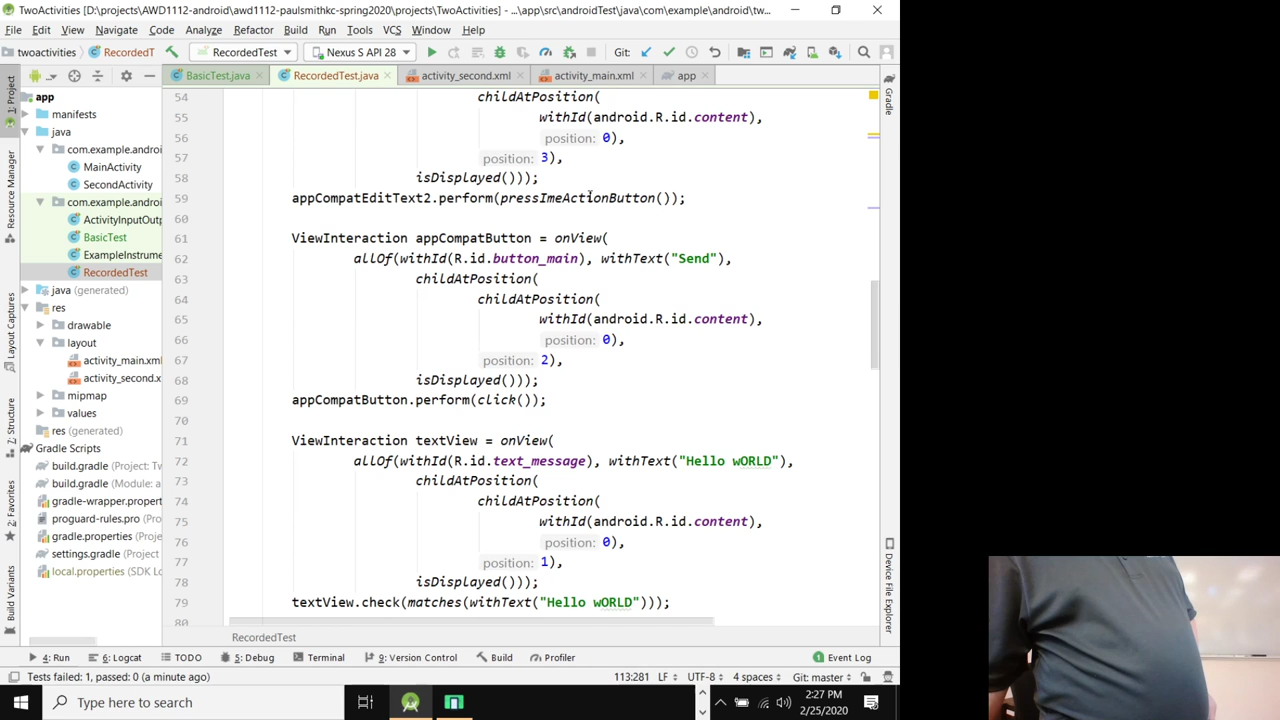 TwoActivities [D:\projects\AWD1112-android\awd1112-paulsmithkc-spring2020\projects\TwoActivities] - ...\app\src\androidTest\java\com\example\android\tw...
File Edit View Navigate Code Analyze Refactor Build Run Tools VCS Window Help
twoactivities RecordedT RecordedTest Nexus S API 28 Git:
BasicTest.java RecordedTest.java activity_second.xml activity_main.xml app
1: Project
Resource Manager
Layout Captures
7: Structure
2: Favorites
Build Variants
app
manifests
java
com.example.androi
MainActivity
SecondActivity
com.example.androi
ActivityInputOutp
BasicTest
ExampleInstrume
RecordedTest
java (generated)
res
drawable
layout
activity_main.xml
activity_second.x
mipmap
values
res (generated)
Gradle Scripts
build.gradle (Project: Tw
build.gradle (Module: a
gradle-wrapper.properti
proguard-rules.pro (Pro
gradle.properties (Proje
settings.gradle (Project
local.properties (SDK Lo
54 childAtPosition(
55 withId(android.R.id.content),
56 position: 0),
57 position: 3),
58 isDisplayed()));
59 appCompatEditText2.perform(pressImeActionButton());
60
61 ViewInteraction appCompatButton = onView(
62 allOf(withId(R.id.button_main), withText("Send"),
63 childAtPosition(
64 childAtPosition(
65 withId(android.R.id.content),
66 position: 0),
67 position: 2),
68 isDisplayed()));
69 appCompatButton.perform(click());
70
71 ViewInteraction textView = onView(
72 allOf(withId(R.id.text_message), withText("Hello wORLD"),
73 childAtPosition(
74 childAtPosition(
75 withId(android.R.id.content),
76 position: 0),
77 position: 1),
78 isDisplayed()));
79 textView.check(matches(withText("Hello wORLD")));
80
RecordedTest
Gradle
Device File Explorer
4: Run 6: Logcat TODO 5: Debug Terminal 9: Version Control Build Profiler Event Log
Tests failed: 1, passed: 0 (a minute ago) 113:281 LF UTF-8 4 spaces Git: master
Type here to search
2:27 PM
2/25/2020